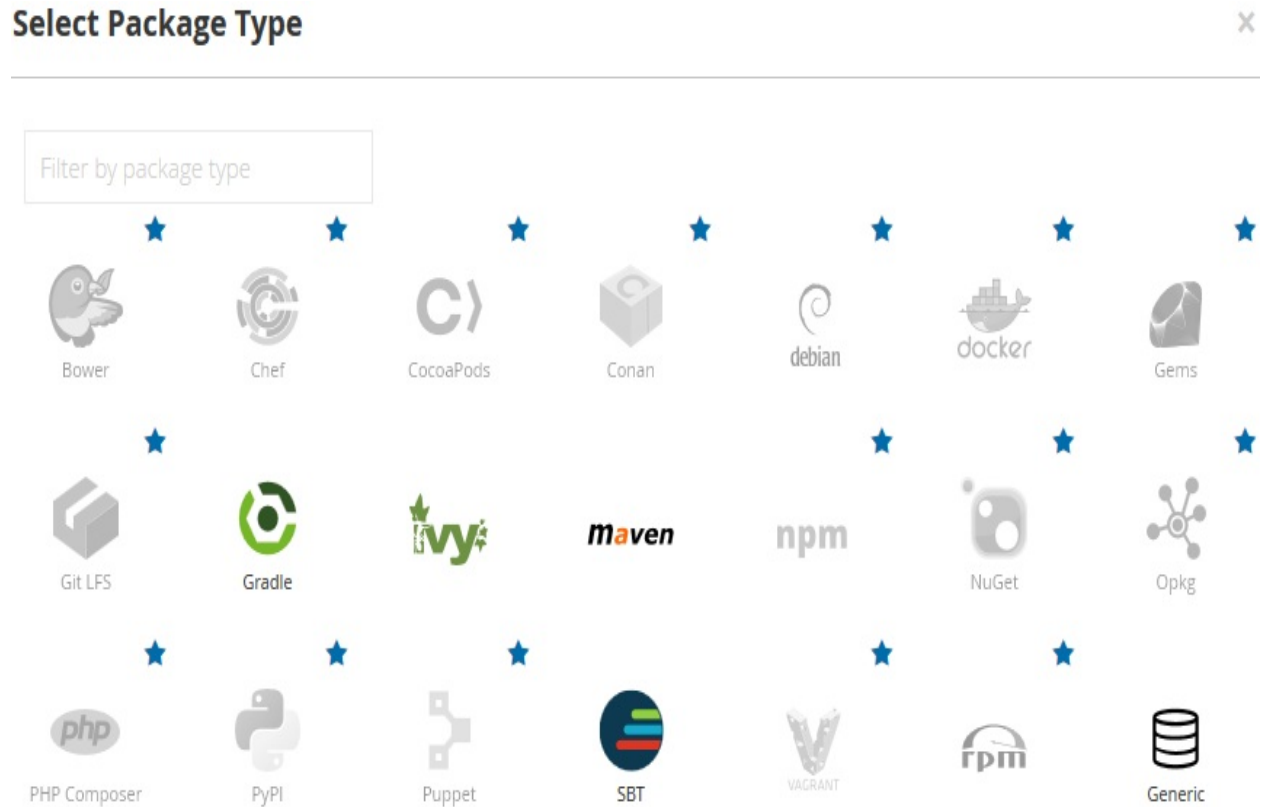 Select Package Type
×
Filter by package type
Bower
Chef
C
CocoaPods
C
Conan
debian
docker
Gems
Git LFS
Gradle
ivy
maven
npm
NuGet
Opkg
php
PHP Composer
PyPI
Puppet
SBT
VAGRANT
rpm
Generic